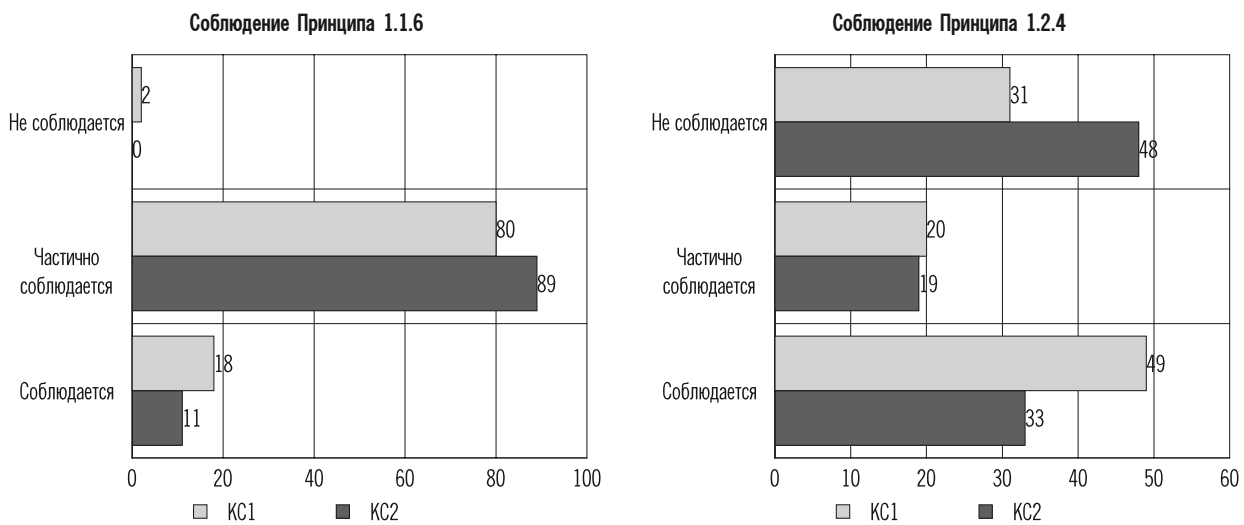 Соблюдение Принципа 1.1.6
Не соблюдается
2
0
Частично
соблюдается
80
89
Соблюдается
18
11
0 20 40 60 80 100
КС1 КС2
Соблюдение Принципа 1.2.4
Не соблюдается
31
48
Частично
соблюдается
20
19
Соблюдается
49
33
0 10 20 30 40 50 60
КС1 КС2